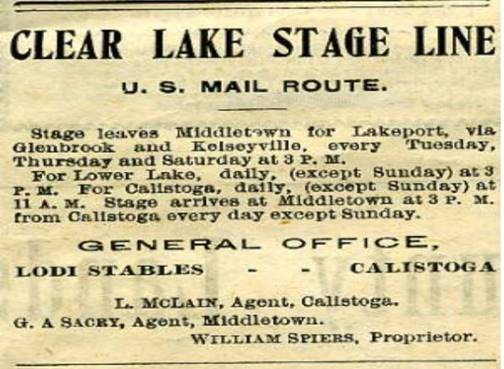 CLEAR LAKE STAGE LINE
U. S. MAIL ROUTE.
Stage leaves Middletown for Lakeport, via
Glenbrook and Kelseyville, every Tuesday,
Thursday and Saturday at 3 P. M.
For Lower Lake, daily, (except Sunday) at 3
P. M. For Calistoga, daily, (except Sunday) at
11 A. M. Stage arrives at Middletown at 3 P. M.
from Calistoga every day except Sunday.
GENERAL OFFICE,
LODI STABLES - - CALISTOGA
L. MCLAIN, Agent, Calistoga.
G. A SACRY, Agent, Middletown.
WILLIAM SPIERS, Proprietor.